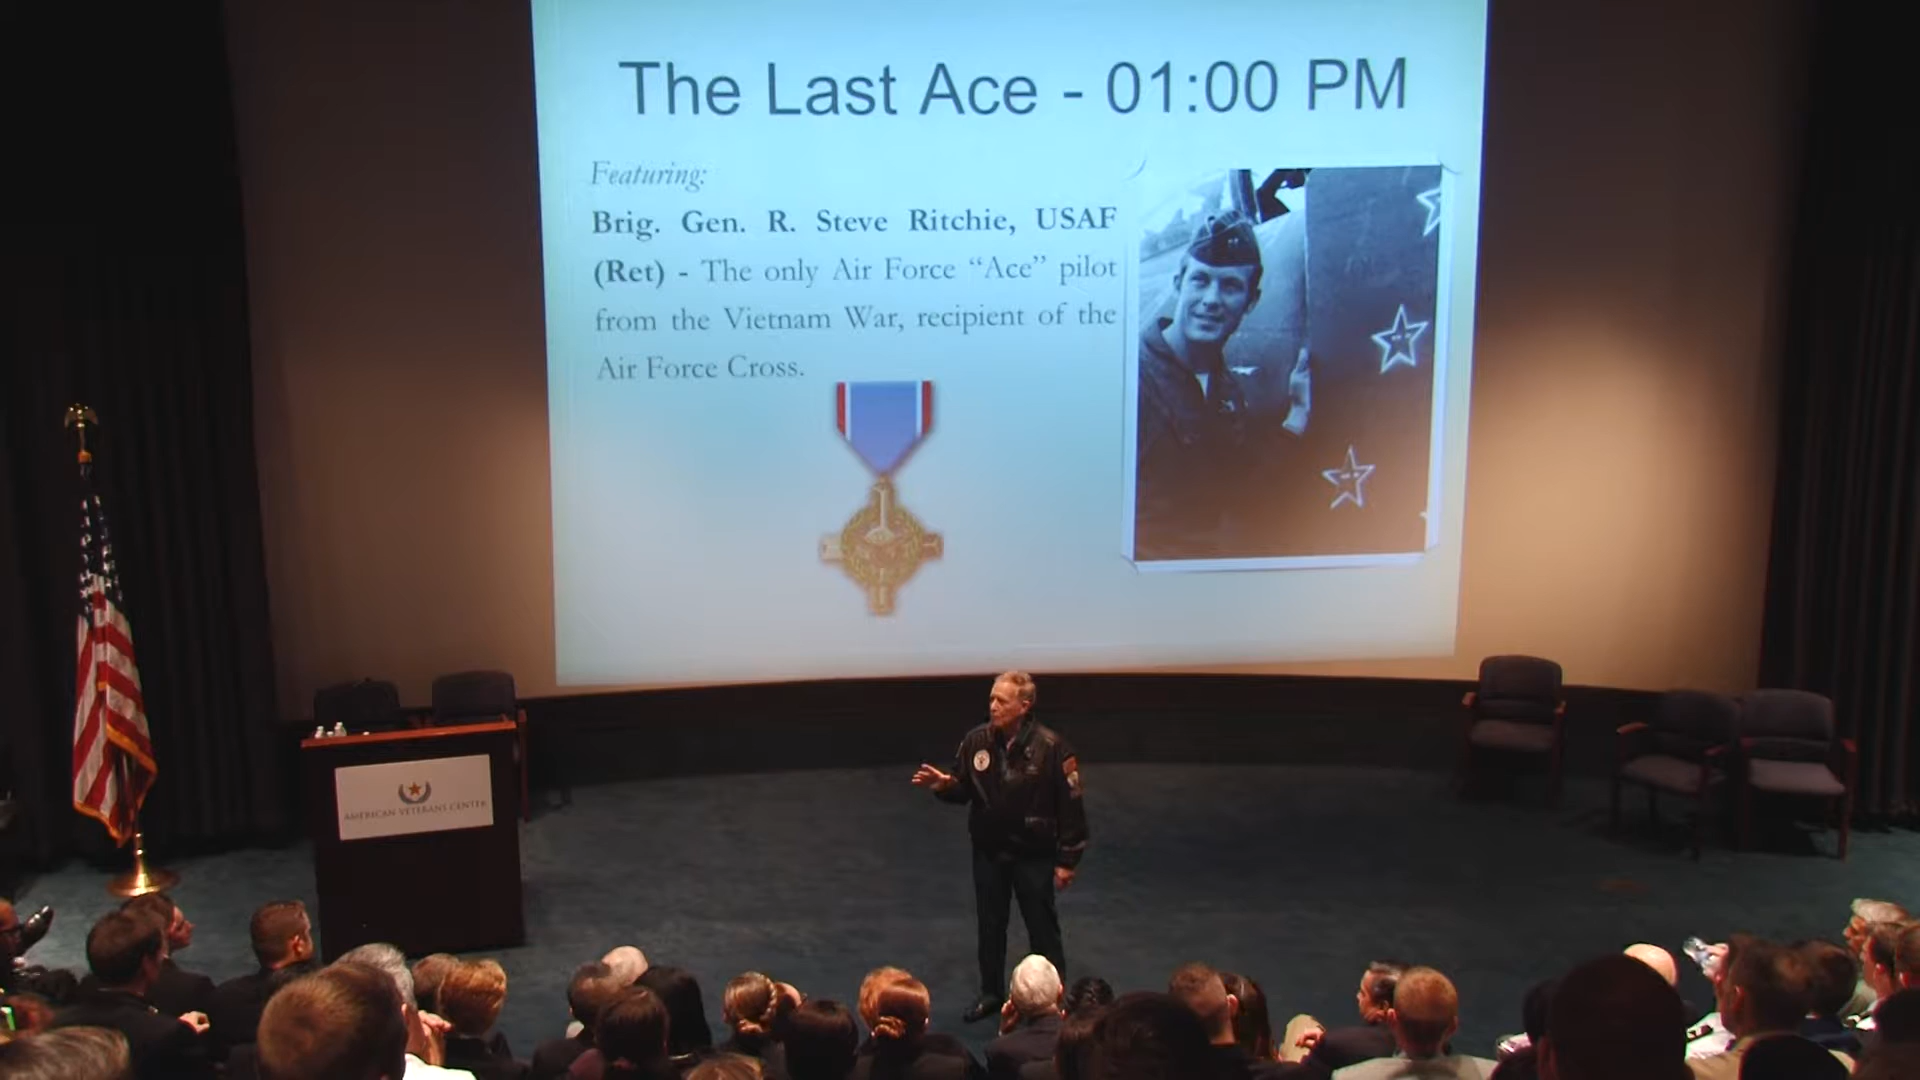 The Last Ace - 01:00 PM
Featuring:
Brig. Gen. R. Steve Ritchie, USAF
(Ret) - The only Air Force “Ace” pilot
from the Vietnam War, recipient of the
Air Force Cross.
AMERICAN VETERANS CENTER